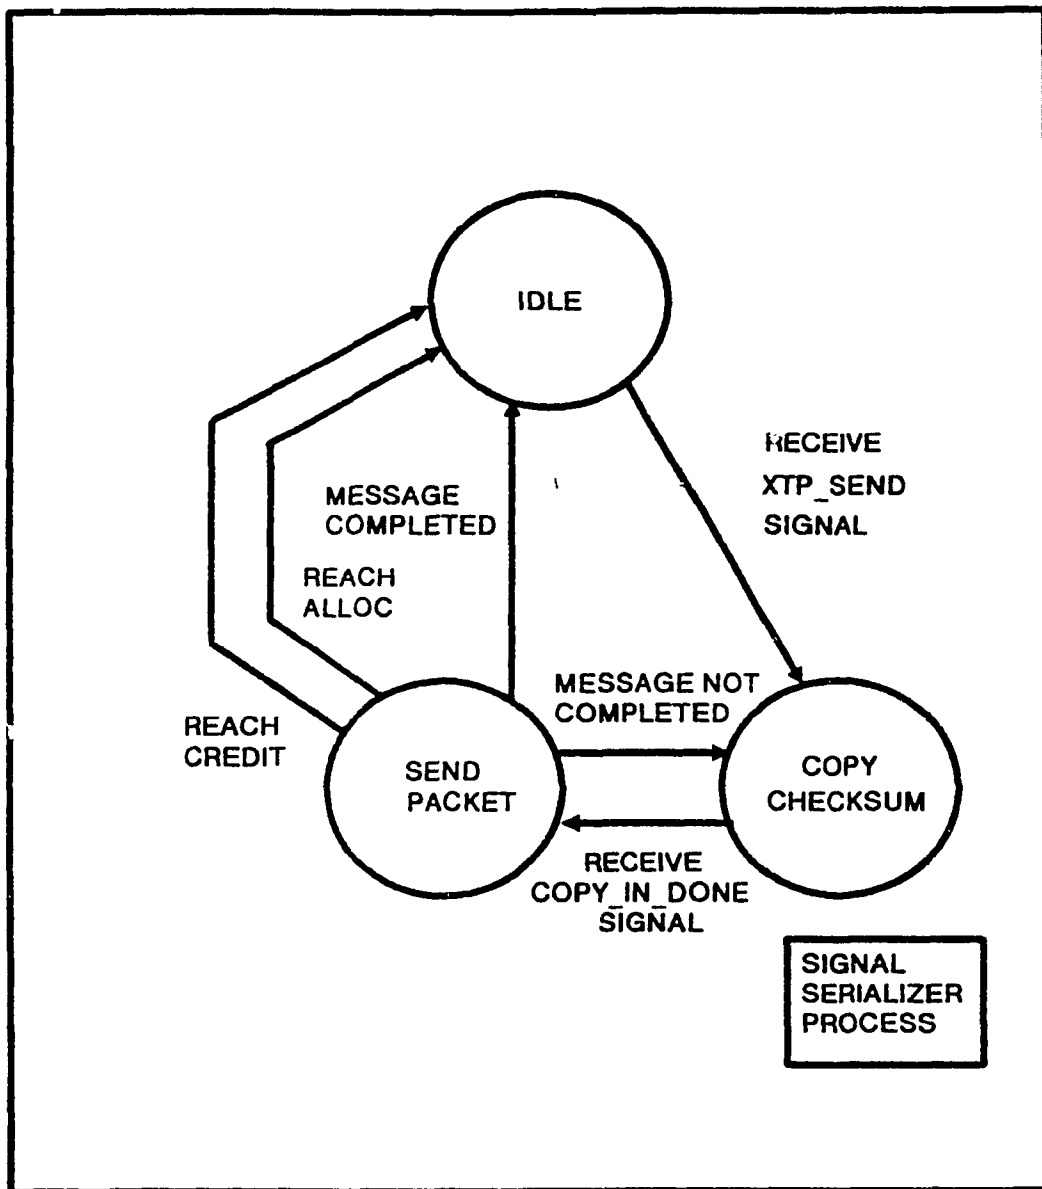 IDLE
RECEIVE
XTP_SEND
SIGNAL
MESSAGE
COMPLETED
REACH
ALLOC
MESSAGE NOT
COMPLETED
REACH
CREDIT
SEND
PACKET
COPY
CHECKSUM
RECEIVE
COPY_IN_DONE
SIGNAL
SIGNAL
SERIALIZER
PROCESS